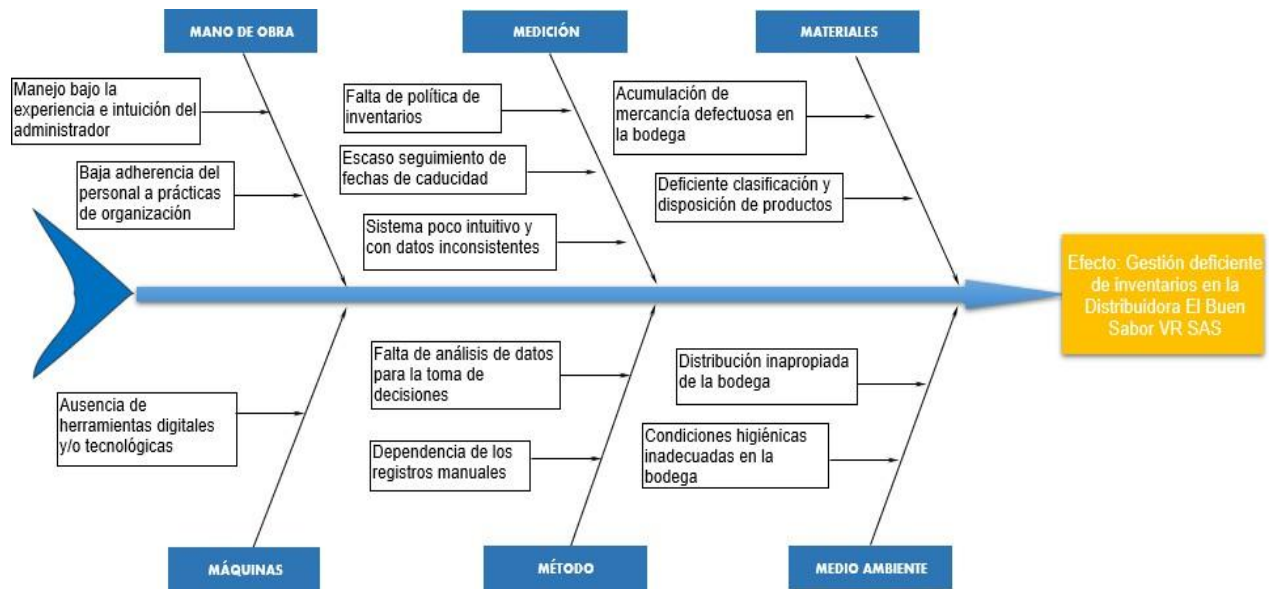 MANO DE OBRA
MEDICIÓN
MATERIALES
Manejo bajo la
experiencia e intuición del
administrador
Baja adherencia del
personal a prácticas
de organización
Falta de política de
inventarios
Escaso seguimiento de
fechas de caducidad
Sistema poco intuitivo y
con datos inconsistentes
Acumulación de
mercancía defectuosa en
la bodega
Deficiente clasificación y
disposición de productos
Efecto: Gestión deficiente
de inventarios en la
Distribuidora El Buen
Sabor VR SAS
Ausencia de
herramientas digitales
y/o tecnológicas
Falta de análisis de datos
para la toma de
decisiones
Dependencia de los
registros manuales
Distribución inapropiada
de la bodega
Condiciones higiénicas
inadecuadas en la
bodega
MÁQUINAS
MÉTODO
MEDIO AMBIENTE